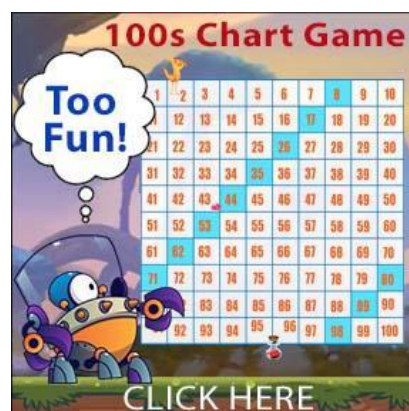 100s Chart Game
Too
Fun!
1 2 3 4 5 6 7 8 9 10
12 13 14 15 16 17 18 19 20
21 22 23 24 25 26 27 28 29 30
31 32 33 34 35 36 37 38 39 40
41 42 43 44 45 46 47 48 49 50
51 52 53 54 55 56 57 58 59 60
61 62 63 64 65 66 67 68 69 70
71 72 73 74 75 76 77 78 79 80
83 84 85 86 87 88 89 90
92 93 94 95 96 97 98 99 100
CLICK HERE